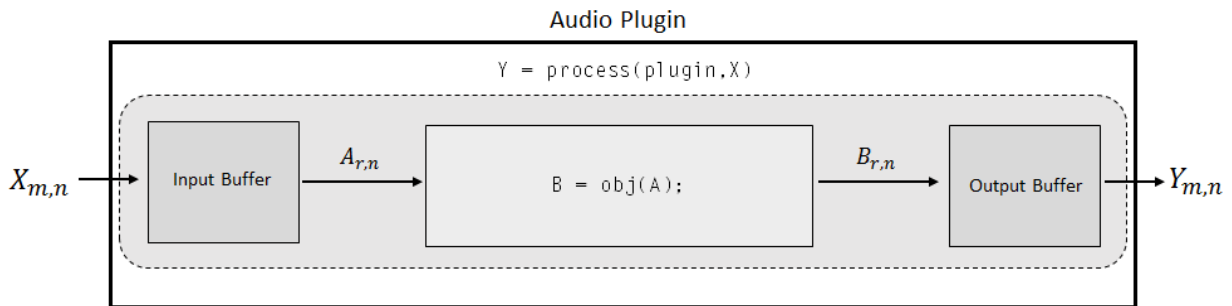 Audio Plugin
Y = process(plugin,X)
X_{m,n}
Input Buffer
A_{r,n}
B = obj(A);
B_{r,n}
Output Buffer
Y_{m,n}